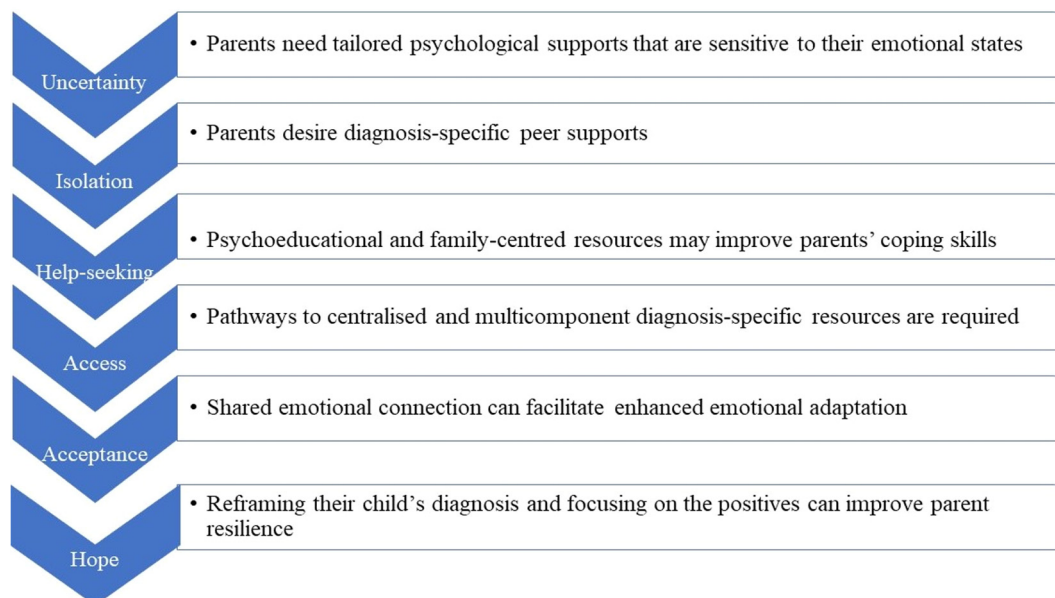 Uncertainty
• Parents need tailored psychological supports that are sensitive to their emotional states
Isolation
• Parents desire diagnosis-specific peer supports
Help-seeking
• Psychoeducational and family-centred resources may improve parents’ coping skills
Access
• Pathways to centralised and multicomponent diagnosis-specific resources are required
Acceptance
• Shared emotional connection can facilitate enhanced emotional adaptation
Hope
• Reframing their child’s diagnosis and focusing on the positives can improve parent
resilience